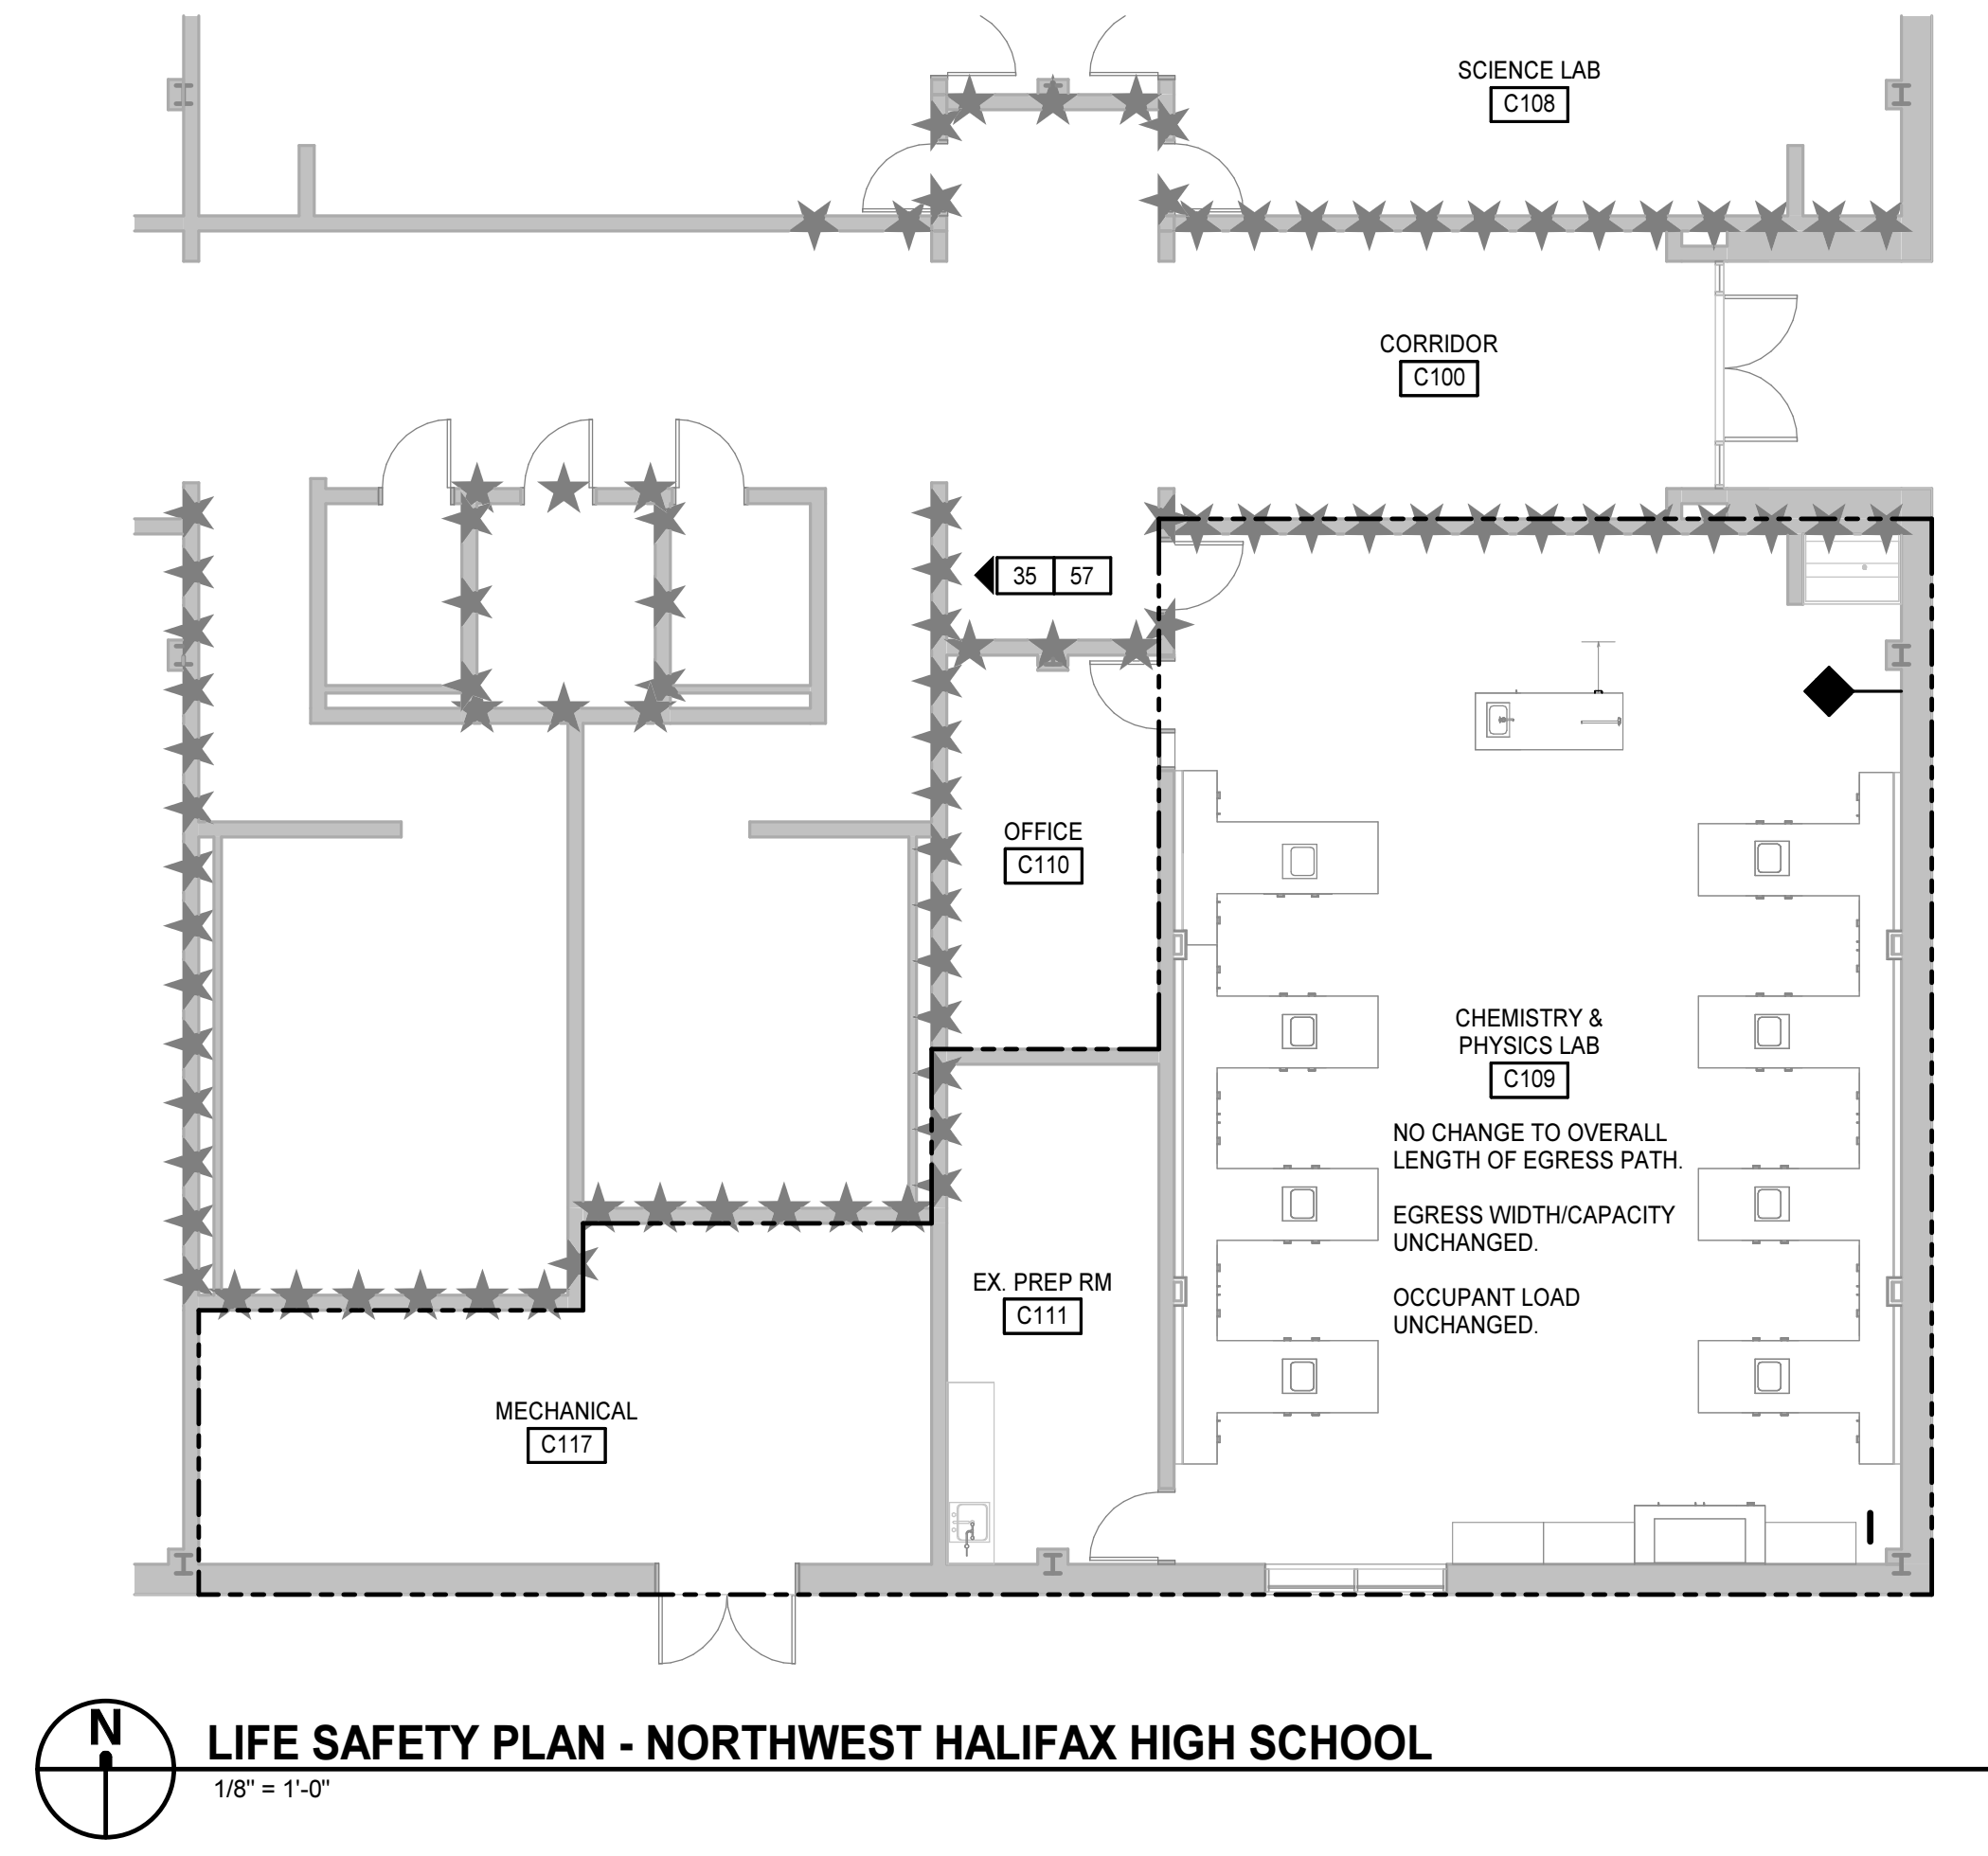 SCIENCE LAB
C108
CORRIDOR
C100
35 57
OFFICE
C110
CHEMISTRY &
PHYSICS LAB
C109
NO CHANGE TO OVERALL
LENGTH OF EGRESS PATH.
EGRESS WIDTH/CAPACITY
UNCHANGED.
OCCUPANT LOAD
UNCHANGED.
EX. PREP RM
C111
MECHANICAL
C117
N
LIFE SAFETY PLAN - NORTHWEST HALIFAX HIGH SCHOOL
1/8" = 1'-0"